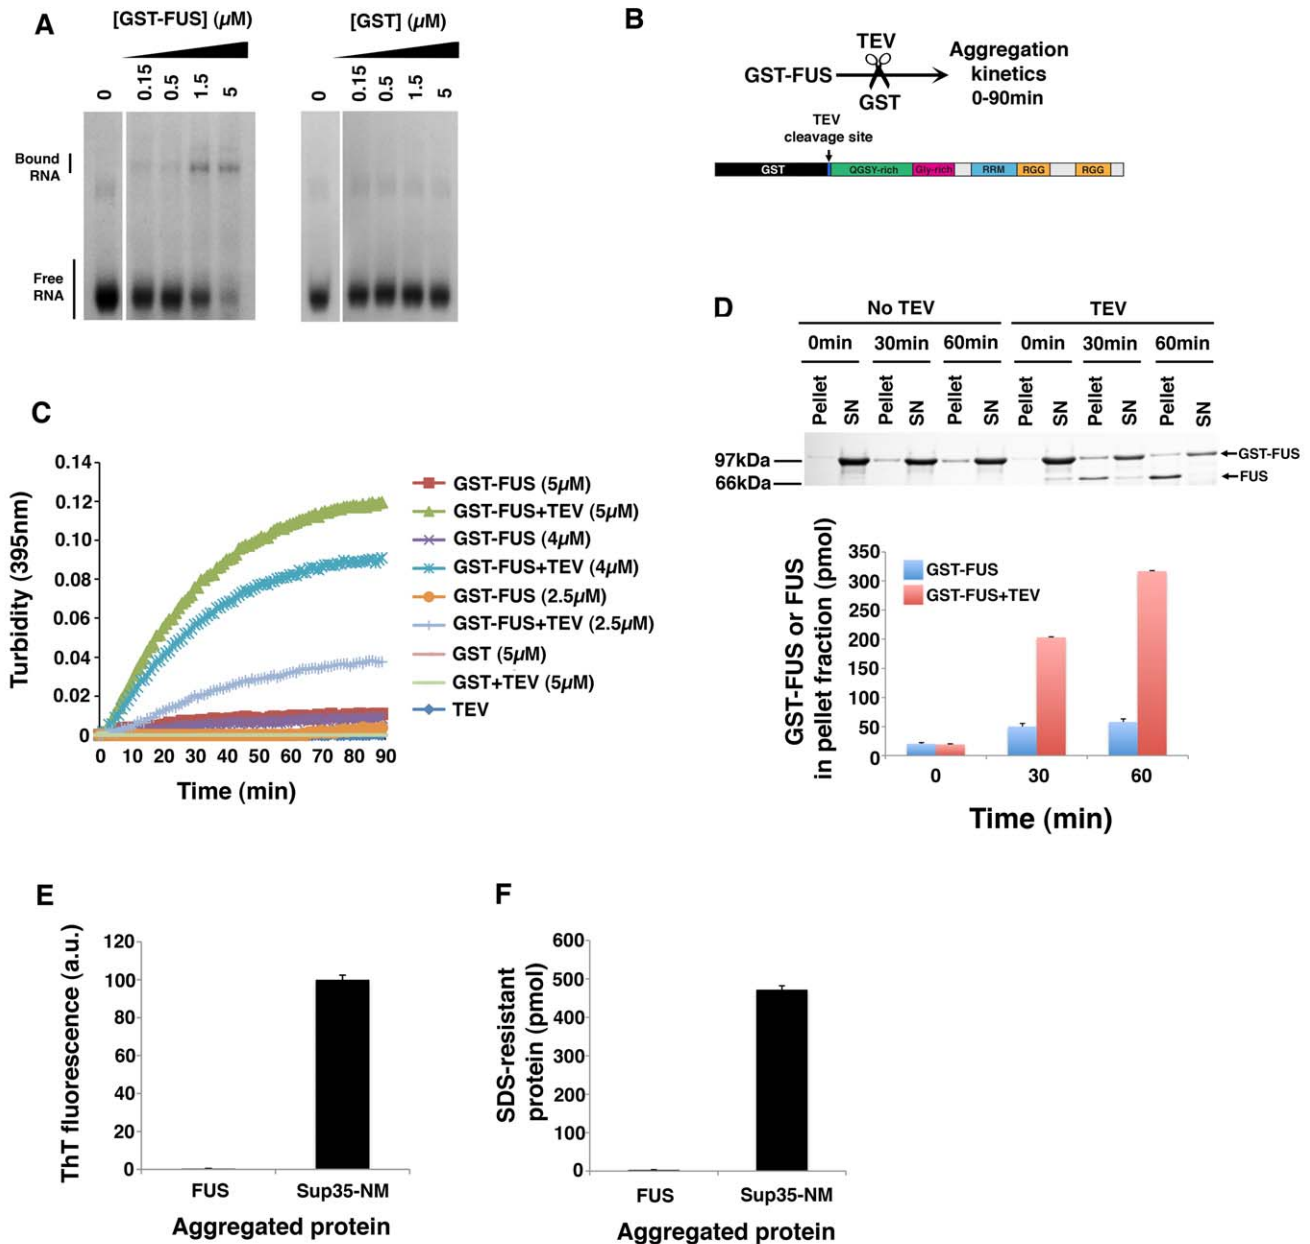 A
[GST-FUS] (µM)
[GST] (µM)
0
0.15
0.5
1.5
5
0
0.15
0.5
1.5
5
Bound
RNA
Free
RNA
B
TEV
GST-FUS
GST
Aggregation
kinetics
0-90min
TEV
cleavage site
GST QGSY-rich Gly-rich RRM RGG RGG
C
Turbidity (395nm)
0.14
0.12
0.10
0.08
0.06
0.04
0.02
0
0 10 20 30 40 50 60 70 80 90
Time (min)
GST-FUS (5µM)
GST-FUS+TEV (5µM)
GST-FUS (4µM)
GST-FUS+TEV (4µM)
GST-FUS (2.5µM)
GST-FUS+TEV (2.5µM)
GST (5µM)
GST+TEV (5µM)
TEV
D
No TEV TEV
0min 30min 60min 0min 30min 60min
Pellet SN Pellet SN Pellet SN Pellet SN Pellet SN Pellet SN
97kDa
66kDa
GST-FUS
FUS
GST-FUS or FUS
in pellet fraction (pmol)
350
300
250
200
150
100
50
0
GST-FUS
GST-FUS+TEV
0 30 60
Time (min)
E
ThT fluorescence (a.u.)
120
100
80
60
40
20
0
FUS Sup35-NM
Aggregated protein
F
SDS-resistant
protein (pmol)
600
500
400
300
200
100
0
FUS Sup35-NM
Aggregated protein